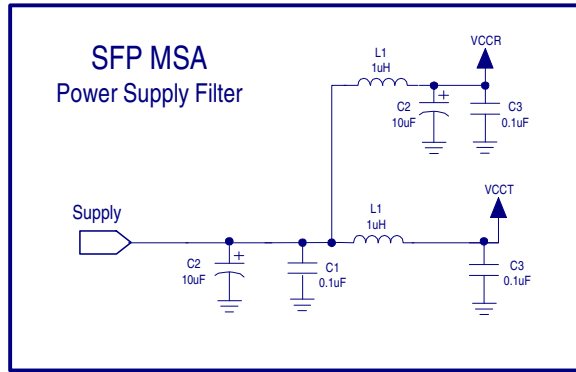 SFP MSA
Power Supply Filter
L1
1uH
VCCR
C2
10uF
+
C3
0.1uF
Supply
L1
1uH
VCCT
C2
10uF
+
C1
0.1uF
C3
0.1uF